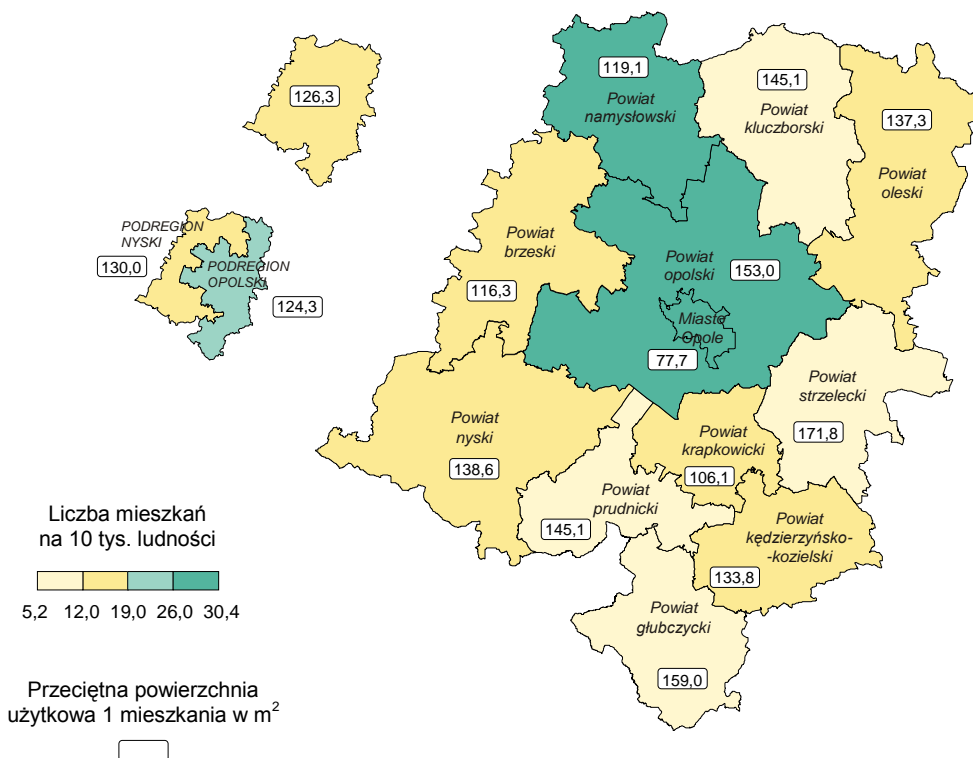 126,3
PODREGION
NYSKI
130,0
PODREGION
OPOLSKI
124,3
119,1
Powiat
namysłowski
145,1
Powiat
kluczborski
137,3
Powiat
oleski
Powiat
brzeski
116,3
Powiat
opolski
153,0
Miasto
Opole
77,7
Powiat
strzelecki
171,8
Powiat
nyski
138,6
Powiat
krapkowicki
106,1
Powiat
prudnicki
145,1
Powiat
kędzierzyńsko-
-kozielski
133,8
Powiat
głubczycki
159,0
Liczba mieszkań
na 10 tys. ludności
5,2 12,0 19,0 26,0 30,4
Przeciętna powierzchnia
użytkowa 1 mieszkania w m²